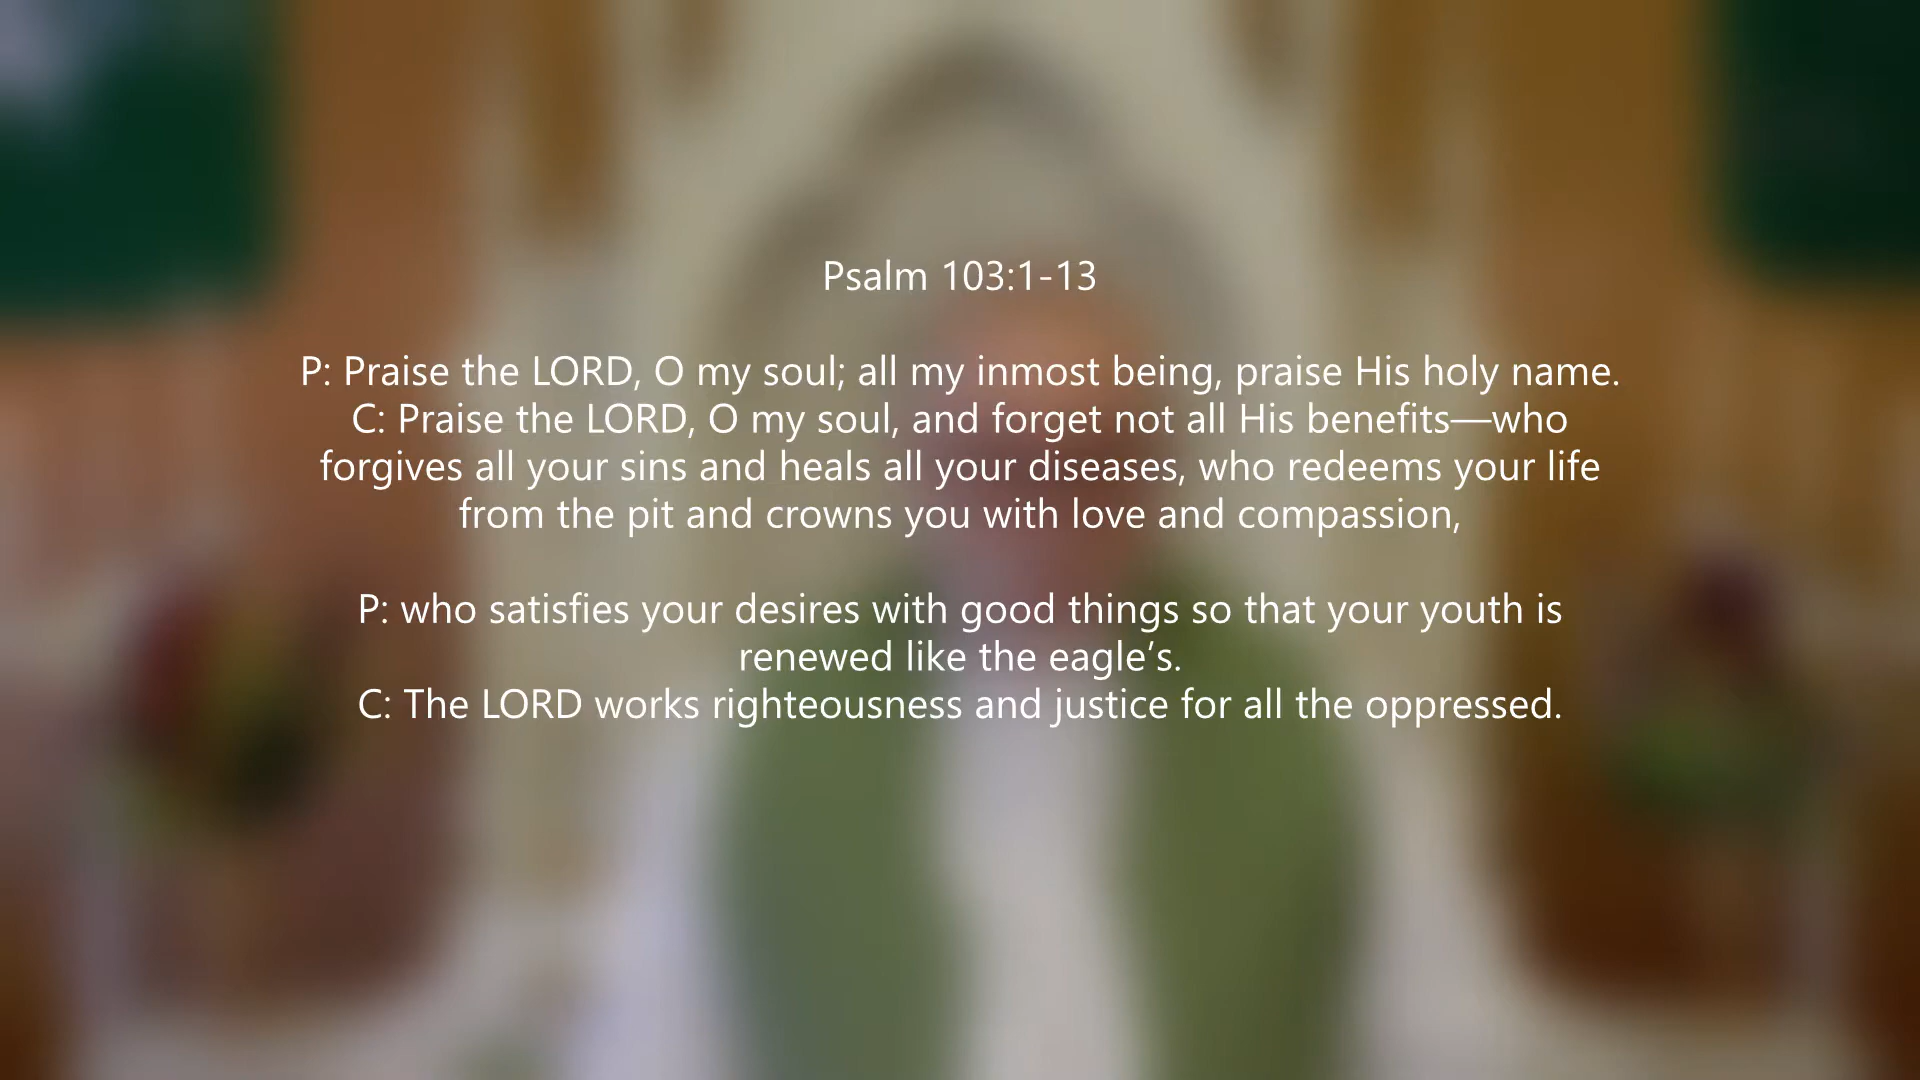 Psalm 103:1-13
P: Praise the LORD, O my soul; all my inmost being, praise His holy name.
C: Praise the LORD, O my soul, and forget not all His benefits—who
forgives all your sins and heals all your diseases, who redeems your life
from the pit and crowns you with love and compassion,
P: who satisfies your desires with good things so that your youth is
renewed like the eagle’s.
C: The LORD works righteousness and justice for all the oppressed.